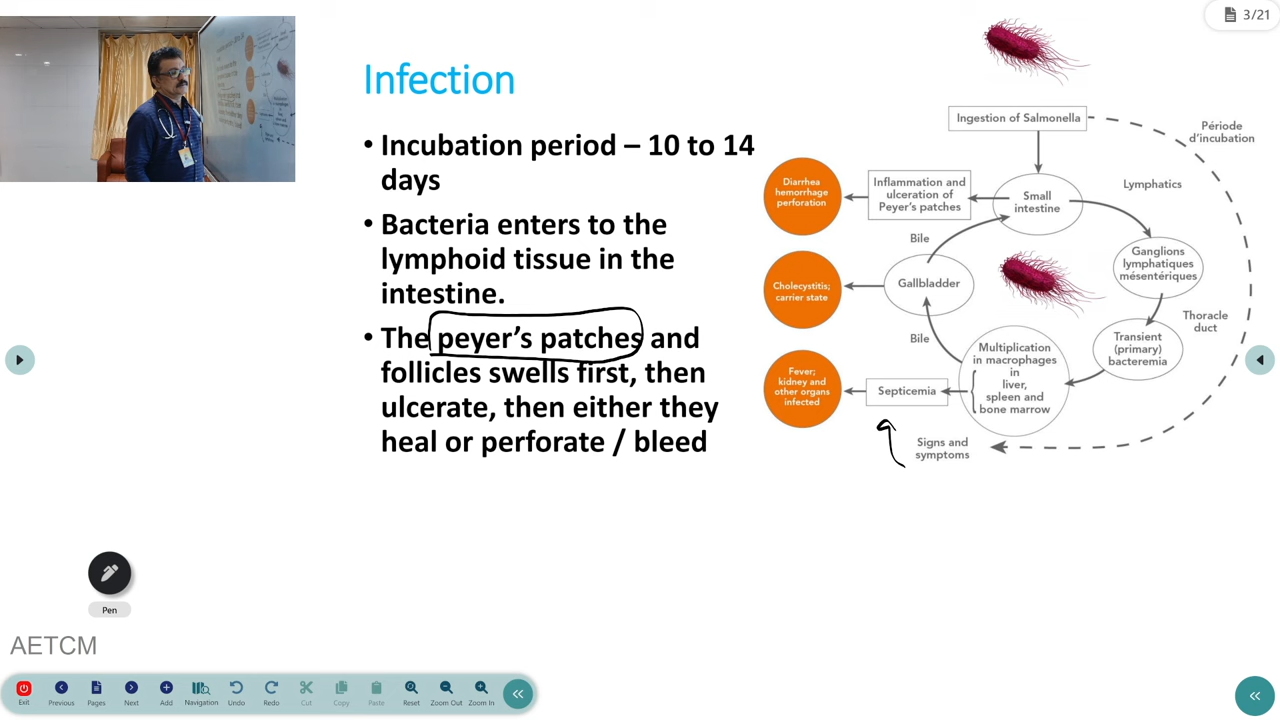 3/21
Infection
• Incubation period – 10 to 14
days
• Bacteria enters to the
lymphoid tissue in the
intestine.
• The peyer’s patches and
follicles swells first, then
ulcerate, then either they
heal or perforate / bleed
Ingestion of Salmonella
Période
d’incubation
Diarrhea
hemorrhage
perforation
Inflammation and
ulceration of
Peyer’s patches
Small
intestine
Lymphatics
Bile
Ganglions
lymphatiques
mésentériques
Cholecystitis;
carrier state
Gallbladder
Thoracle
duct
Bile
Transient
(primary)
bacteremia
Multiplication
in macrophages
in
liver,
spleen and
bone marrow
Fever;
kidney and
other organs
infected
Septicemia
Signs and
symptoms
Pen
AETCM
Exit Previous Pages Next Add Navigation Undo Redo Cut Copy Paste Reset Zoom Out Zoom In